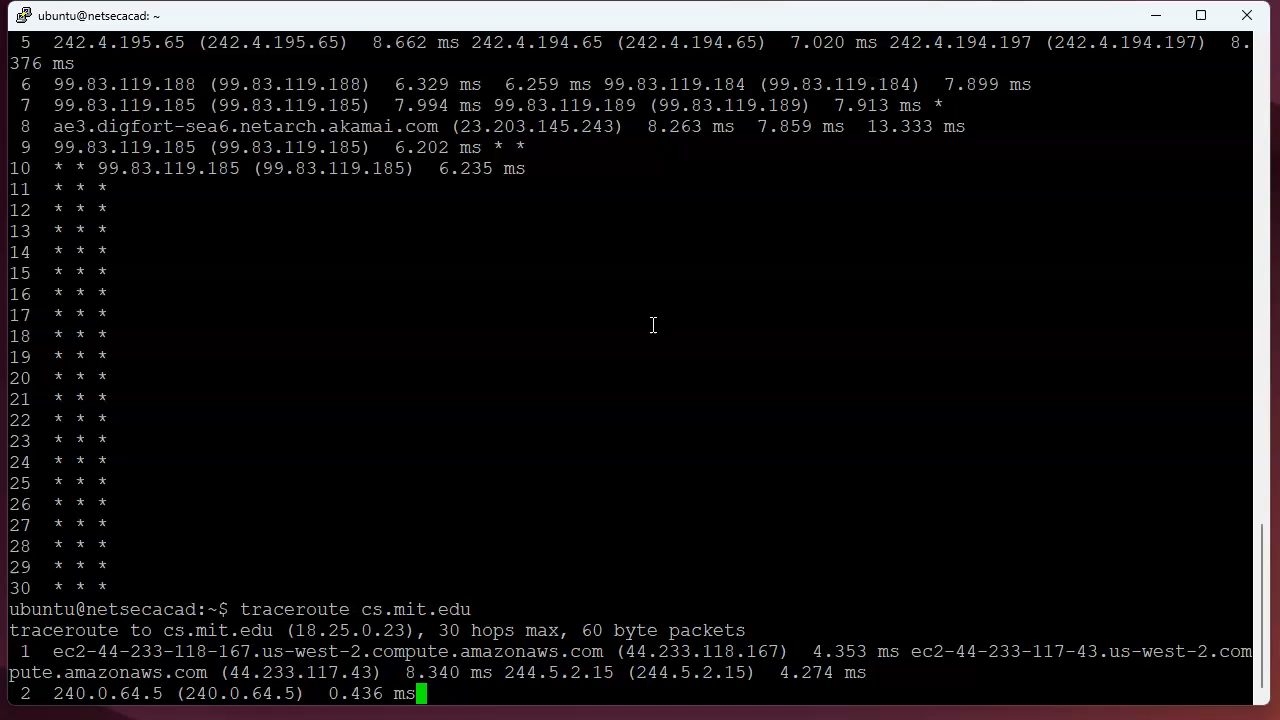 ubuntu@netsecacad: ~
5 242.4.195.65 (242.4.195.65) 8.662 ms 242.4.194.65 (242.4.194.65) 7.020 ms 242.4.194.197 (242.4.194.197) 8.
376 ms
6 99.83.119.188 (99.83.119.188) 6.329 ms 6.259 ms 99.83.119.184 (99.83.119.184) 7.899 ms
7 99.83.119.185 (99.83.119.185) 7.994 ms 99.83.119.189 (99.83.119.189) 7.913 ms *
8 ae3.digfort-sea6.netarch.akamai.com (23.203.145.243) 8.263 ms 7.859 ms 13.333 ms
9 99.83.119.185 (99.83.119.185) 6.202 ms * *
10 * * 99.83.119.185 (99.83.119.185) 6.235 ms
11 * * *
12 * * *
13 * * *
14 * * *
15 * * *
16 * * *
17 * * *
18 * * *
19 * * *
20 * * *
21 * * *
22 * * *
23 * * *
24 * * *
25 * * *
26 * * *
27 * * *
28 * * *
29 * * *
30 * * *
ubuntu@netsecacad:~$ traceroute cs.mit.edu
traceroute to cs.mit.edu (18.25.0.23), 30 hops max, 60 byte packets
1 ec2-44-233-118-167.us-west-2.compute.amazonaws.com (44.233.118.167) 4.353 ms ec2-44-233-117-43.us-west-2.com
pute.amazonaws.com (44.233.117.43) 8.340 ms 244.5.2.15 (244.5.2.15) 4.274 ms
2 240.0.64.5 (240.0.64.5) 0.436 ms